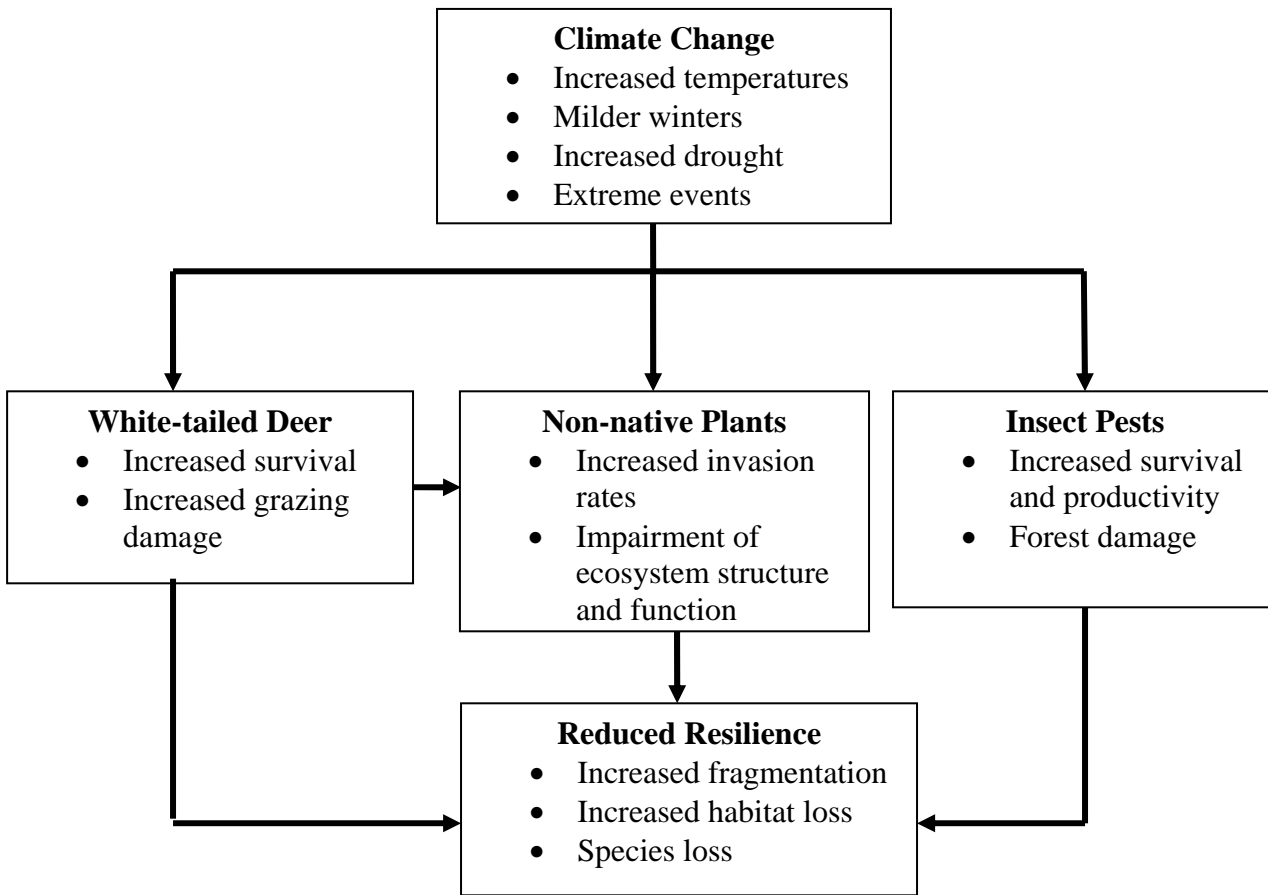 Climate Change
• Increased temperatures
• Milder winters
• Increased drought
• Extreme events
White-tailed Deer
• Increased survival
• Increased grazing
damage
Non-native Plants
• Increased invasion
rates
• Impairment of
ecosystem structure
and function
Insect Pests
• Increased survival
and productivity
• Forest damage
Reduced Resilience
• Increased fragmentation
• Increased habitat loss
• Species loss